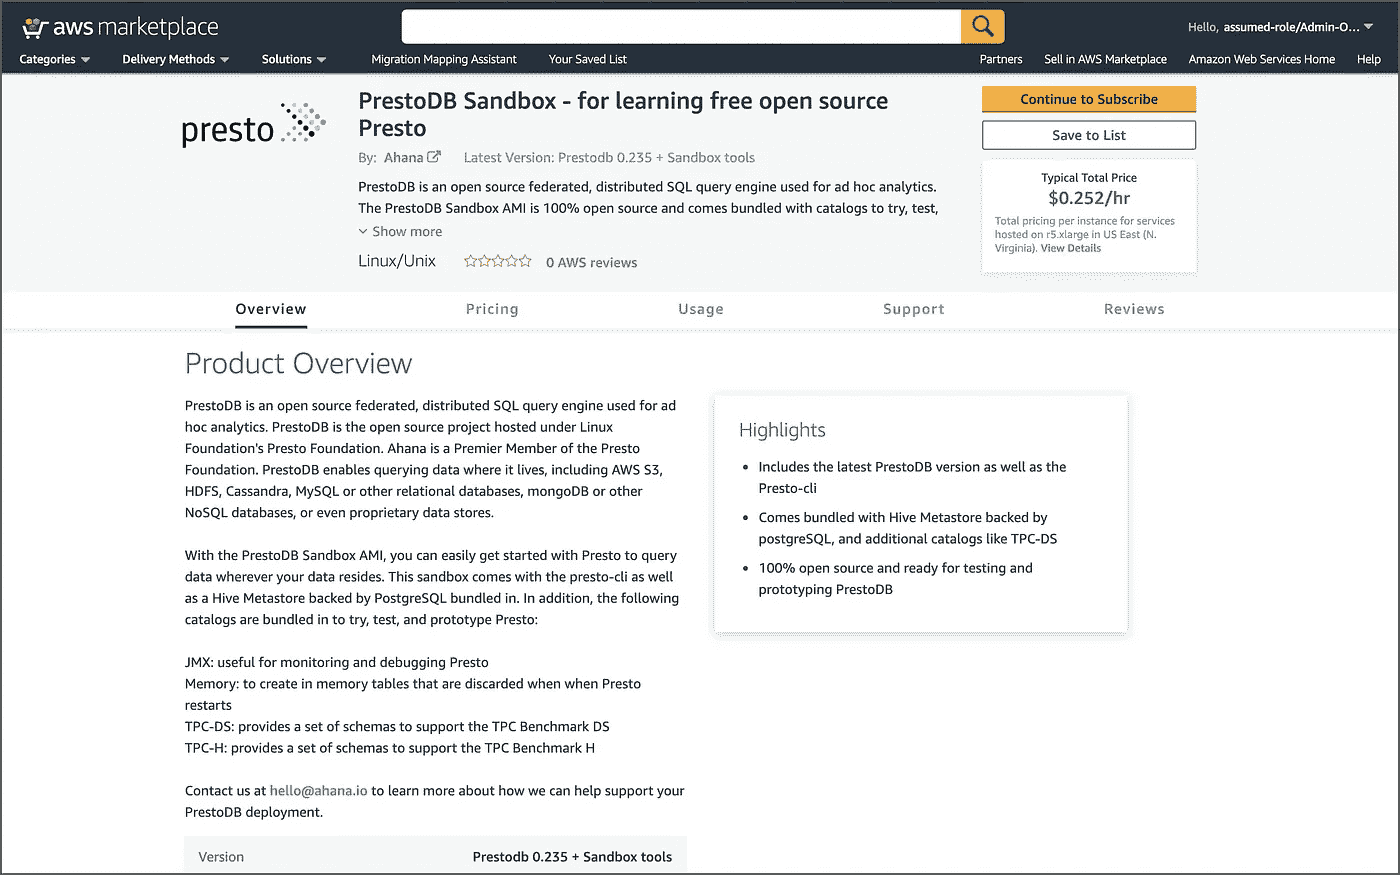 aws marketplace
Hello, assumed-role/Admin-O...
Categories
Delivery Methods
Solutions
Migration Mapping Assistant
Your Saved List
Partners
Sell in AWS Marketplace
Amazon Web Services Home
Help
presto
PrestoDB Sandbox - for learning free open source
Presto
By: Ahana
Latest Version: Prestodb 0.235 + Sandbox tools
PrestoDB is an open source federated, distributed SQL query engine used for ad hoc analytics.
The PrestoDB Sandbox AMI is 100% open source and comes bundled with catalogs to try, test,
Show more
Linux/Unix
0 AWS reviews
Continue to Subscribe
Save to List
Typical Total Price
$0.252/hr
Total pricing per instance for services
hosted on r5.xlarge in US East (N.
Virginia). View Details
Overview
Pricing
Usage
Support
Reviews
Product Overview
PrestoDB is an open source federated, distributed SQL query engine used for ad
hoc analytics. PrestoDB is the open source project hosted under Linux
Foundation's Presto Foundation. Ahana is a Premier Member of the Presto
Foundation. PrestoDB enables querying data where it lives, including AWS S3,
HDFS, Cassandra, MySQL or other relational databases, mongoDB or other
NoSQL databases, or even proprietary data stores.
With the PrestoDB Sandbox AMI, you can easily get started with Presto to query
data wherever your data resides. This sandbox comes with the presto-cli as well
as a Hive Metastore backed by PostgreSQL bundled in. In addition, the following
catalogs are bundled in to try, test, and prototype Presto:
JMX: useful for monitoring and debugging Presto
Memory: to create in memory tables that are discarded when when Presto
restarts
TPC-DS: provides a set of schemas to support the TPC Benchmark DS
TPC-H: provides a set of schemas to support the TPC Benchmark H
Contact us at hello@ahana.io to learn more about how we can help support your
PrestoDB deployment.
Version
Prestodb 0.235 + Sandbox tools
Highlights
• Includes the latest PrestoDB version as well as the
Presto-cli
• Comes bundled with Hive Metastore backed by
postgreSQL, and additional catalogs like TPC-DS
• 100% open source and ready for testing and
prototyping PrestoDB